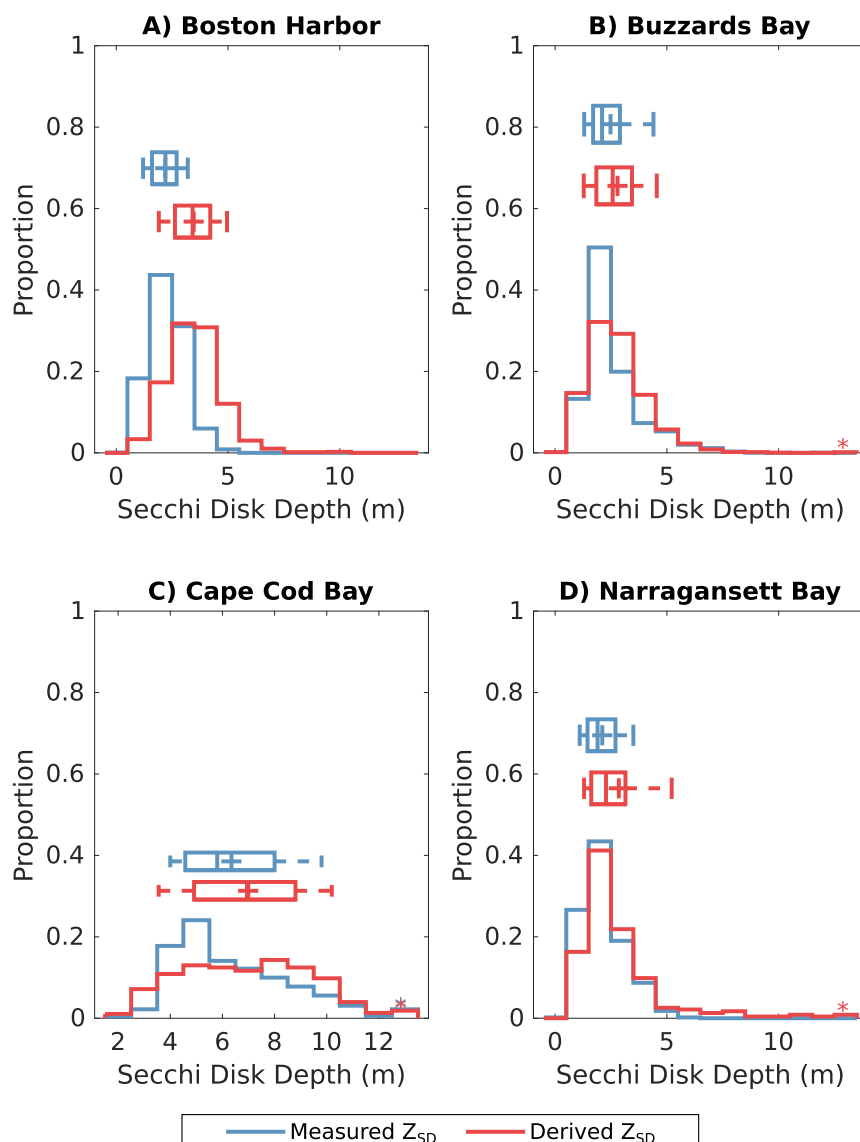 A) Boston Harbor
1
0.8
0.6
0.4
0.2
0
Proportion
0 5 10
Secchi Disk Depth (m)
B) Buzzards Bay
1
0.8
0.6
0.4
0.2
0
Proportion
*
0 5 10
Secchi Disk Depth (m)
C) Cape Cod Bay
1
0.8
0.6
0.4
0.2
0
Proportion
*
2 4 6 8 10 12
Secchi Disk Depth (m)
D) Narragansett Bay
1
0.8
0.6
0.4
0.2
0
Proportion
*
0 5 10
Secchi Disk Depth (m)
Measured Z_SD Derived Z_SD